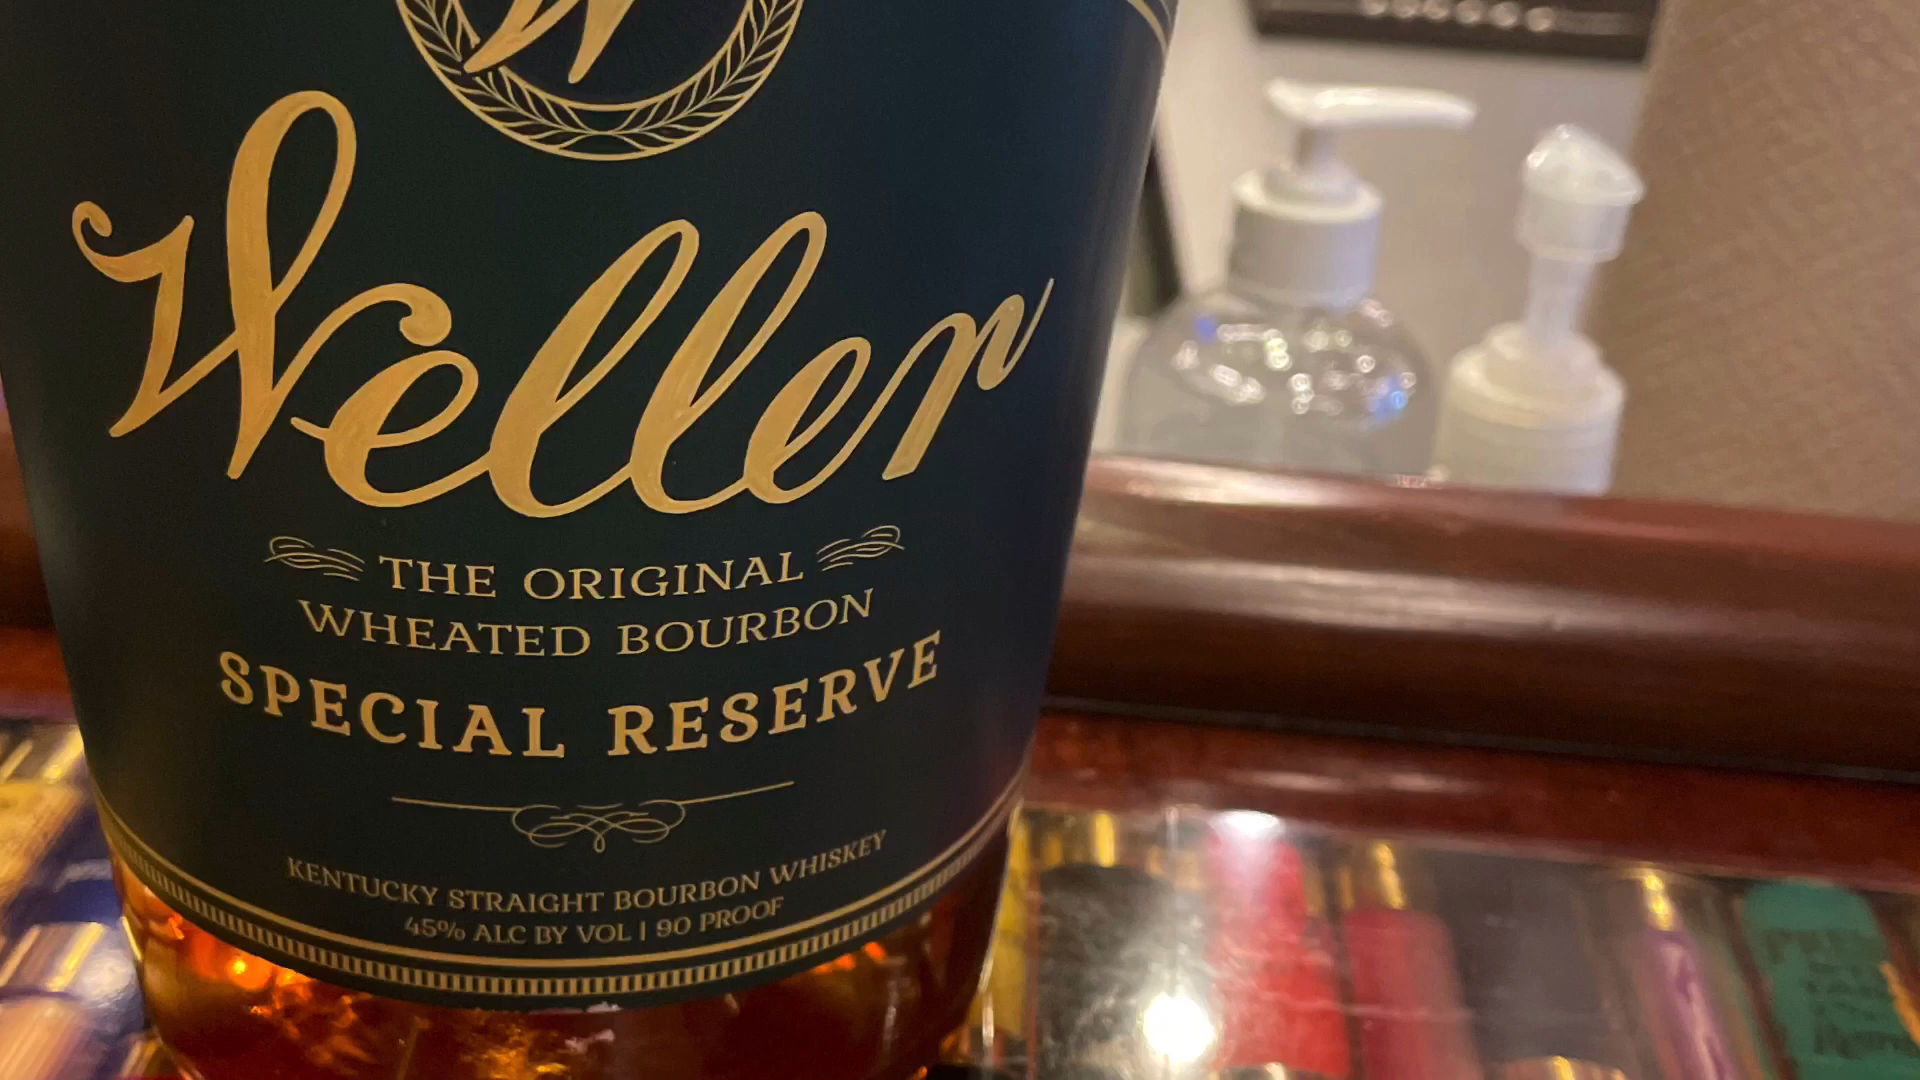 W
Weller
THE ORIGINAL
WHEATED BOURBON
SPECIAL RESERVE
KENTUCKY STRAIGHT BOURBON WHISKEY
45% ALC BY VOL | 90 PROOF